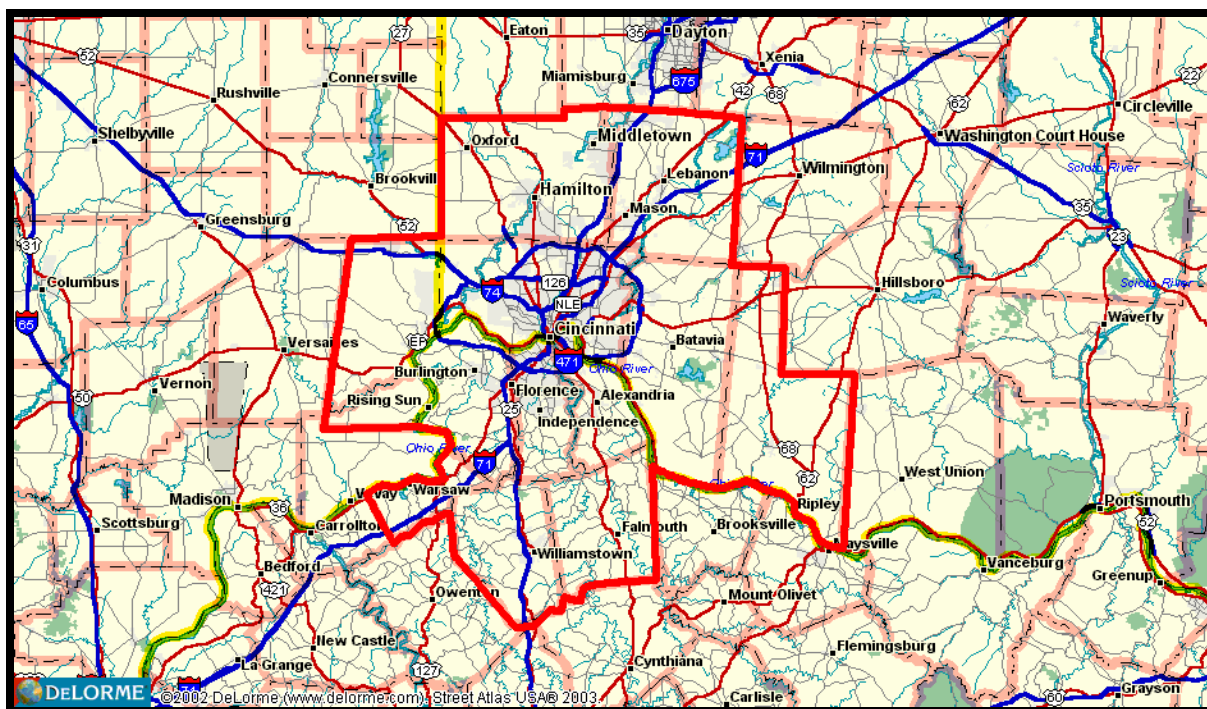 Eaton
35
Dayton
27
52
Xenia
Connersville
Miamisburg
675
22
Rushville
42
68
62
Circleville
Shelbyville
Oxford
Middletown
Washington Court House
71
Scioto River
Brookvill
Lebanon
Wilmington
Hamilton
Greensburg
52
Mason
35
31
23
Columbus
74
126
Hillsboro
Scioto River
NLE
65
Cincinnati
Waverly
Versailles
Batavia
471
Ohio River
Burlington
Vernon
50
Florence
Alexandria
Rising Sun
25
Independence
Ohio River
68
71
West Union
Warsaw
62
Madison
36
Ripley
Portsmouth
Scottsburg
Carrollton
Falmouth
Brooksville
52
Williamstown
Maysville
Bedford
Vanceburg
421
Greenup
Owenton
Mount Olivet
New Castle
Flemingsburg
La Grange
127
Cynthiana
DELORME
©2002 DeLorme (www.delorme.com). Street Atlas USA® 2003.
Carlisle
60
Grayson